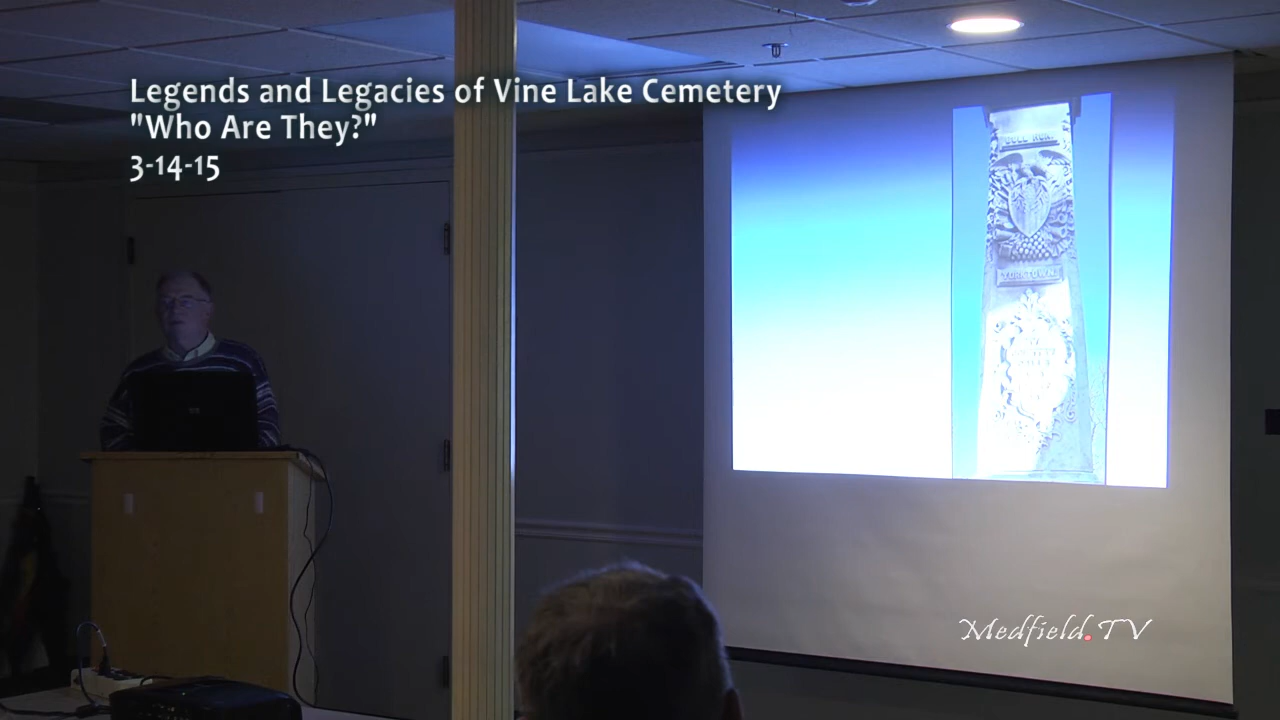 Legends and Legacies of Vine Lake Cemetery
"Who Are They?"
3-14-15
YORKTOWN.
Medfield.TV